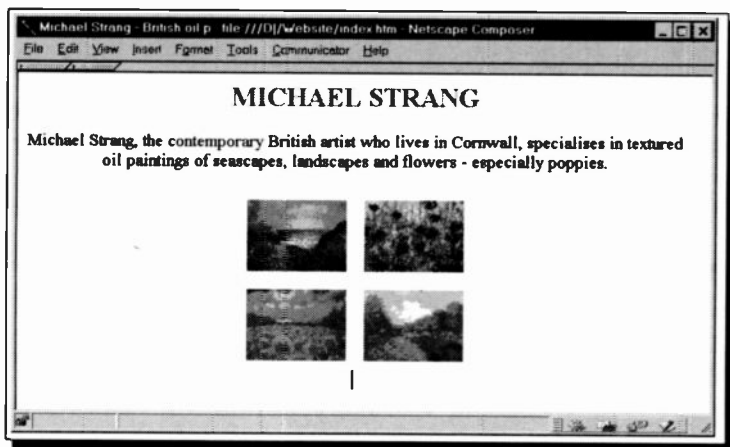 Michael Strang - British oil p file:///D|/Website/index.htm - Netscape Composer
File Edit View Insert Format Tools Communicator Help
MICHAEL STRANG
Michael Strang, the contemporary British artist who lives in Cornwall, specialises in textured
oil paintings of seascapes, landscapes and flowers - especially poppies.